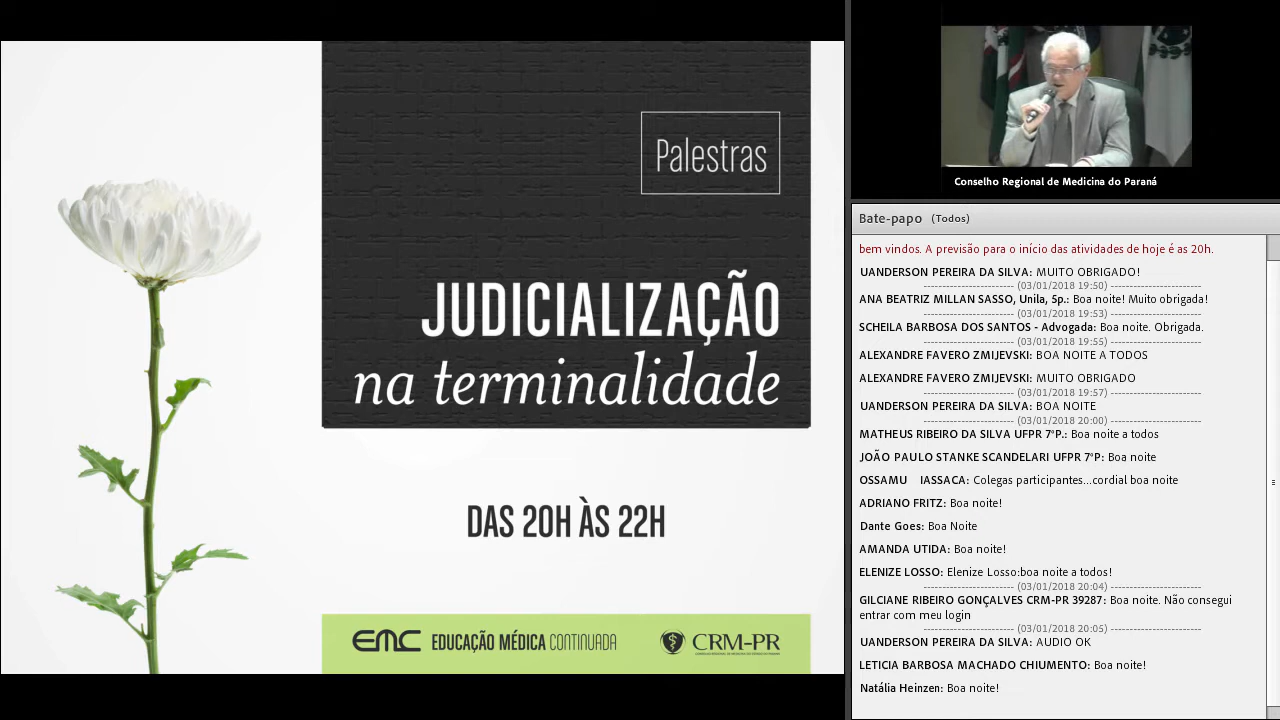 Palestras
JUDICIALIZAÇÃO
na terminalidade
DAS 20H ÀS 22H
EMC EDUCAÇÃO MÉDICA CONTINUADA
CRM-PR
Conselho Regional de Medicina do Paraná
Bate-papo (Todos)
bem vindos. A previsão para o início das atividades de hoje é as 20h.
UANDERSON PEREIRA DA SILVA: MUITO OBRIGADO!
----------------------- (03/01/2018 19:50) -----------------------
ANA BEATRIZ MILLAN SASSO, Unila, 5p.: Boa noite! Muito obrigada!
----------------------- (03/01/2018 19:53) -----------------------
SCHEILA BARBOSA DOS SANTOS - Advogada: Boa noite. Obrigada.
----------------------- (03/01/2018 19:55) -----------------------
ALEXANDRE FAVERO ZMIJEVSKI: BOA NOITE A TODOS
ALEXANDRE FAVERO ZMIJEVSKI: MUITO OBRIGADO
----------------------- (03/01/2018 19:57) -----------------------
UANDERSON PEREIRA DA SILVA: BOA NOITE
----------------------- (03/01/2018 20:00) -----------------------
MATHEUS RIBEIRO DA SILVA UFPR 7ºP.: Boa noite a todos
JOÃO PAULO STANKE SCANDELARI UFPR 7ºP: Boa noite
OSSAMU IASSACA: Colegas participantes...cordial boa noite
ADRIANO FRITZ: Boa noite!
Dante Goes: Boa Noite
AMANDA UTIDA: Boa noite!
ELENIZE LOSSO: Elenize Losso:boa noite a todos!
----------------------- (03/01/2018 20:04) -----------------------
GILCIANE RIBEIRO GONÇALVES CRM-PR 39287: Boa noite. Não consegui
entrar com meu login
----------------------- (03/01/2018 20:05) -----------------------
UANDERSON PEREIRA DA SILVA: AUDIO OK
LETICIA BARBOSA MACHADO CHIUMENTO: Boa noite!
Natália Heinzen: Boa noite!